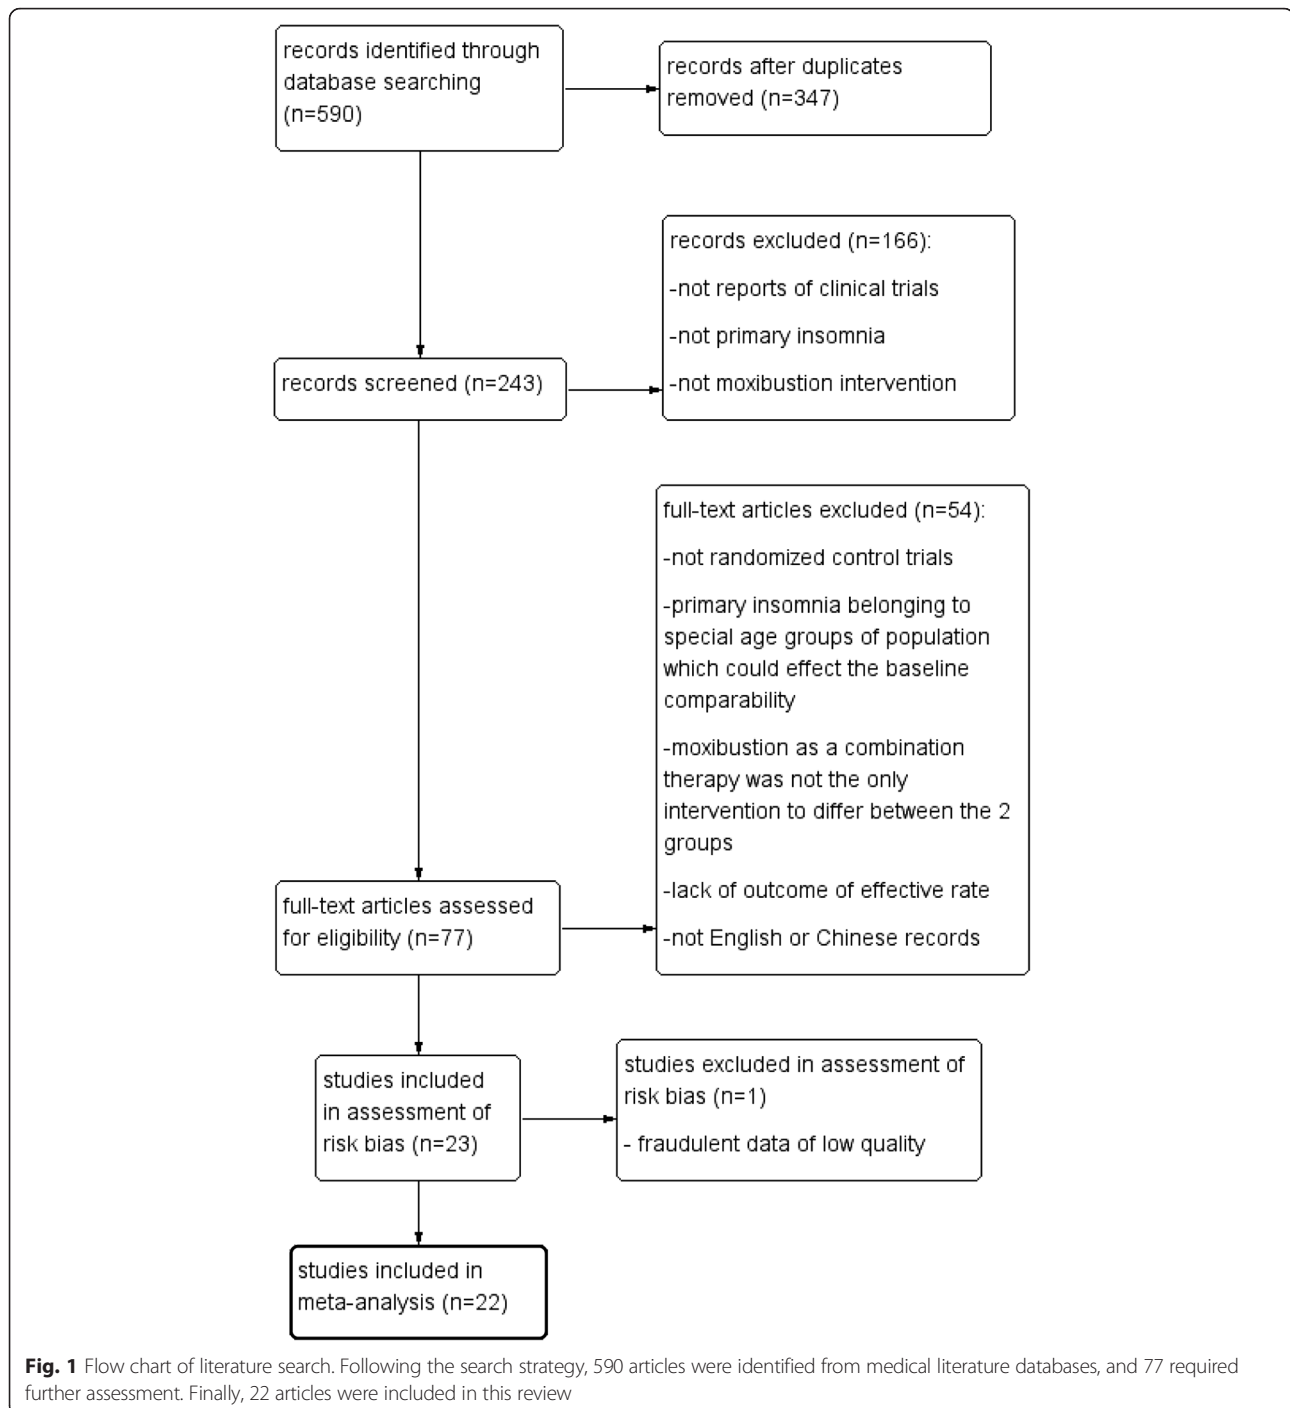 records identified through
database searching
(n=590)
records after duplicates
removed (n=347)
records excluded (n=166):
-not reports of clinical trials
-not primary insomnia
-not moxibustion intervention
records screened (n=243)
full-text articles excluded (n=54):
-not randomized control trials
-primary insomnia belonging to
special age groups of population
which could effect the baseline
comparability
-moxibustion as a combination
therapy was not the only
intervention to differ between the 2
groups
-lack of outcome of effective rate
-not English or Chinese records
full-text articles assessed
for eligibility (n=77)
studies included
in assessment of
risk bias (n=23)
studies excluded in assessment of
risk bias (n=1)
- fraudulent data of low quality
studies included in
meta-analysis (n=22)
Fig. 1 Flow chart of literature search. Following the search strategy, 590 articles were identified from medical literature databases, and 77 required
further assessment. Finally, 22 articles were included in this review